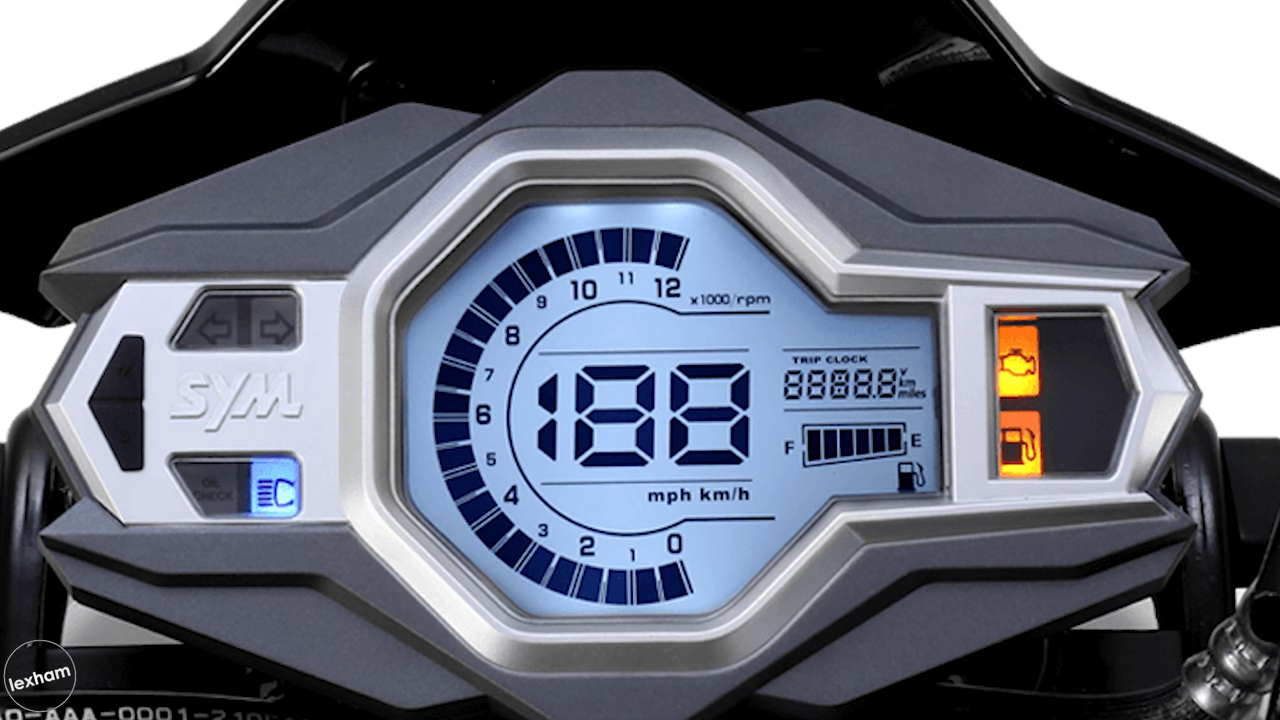 SYM
OIL
CHECK
12
11
10
9
8
7
6
5
4
3
2
1
0
x1000/rpm
188
mph km/h
TRIP CLOCK
88888
v
km
miles
F
E
lexham